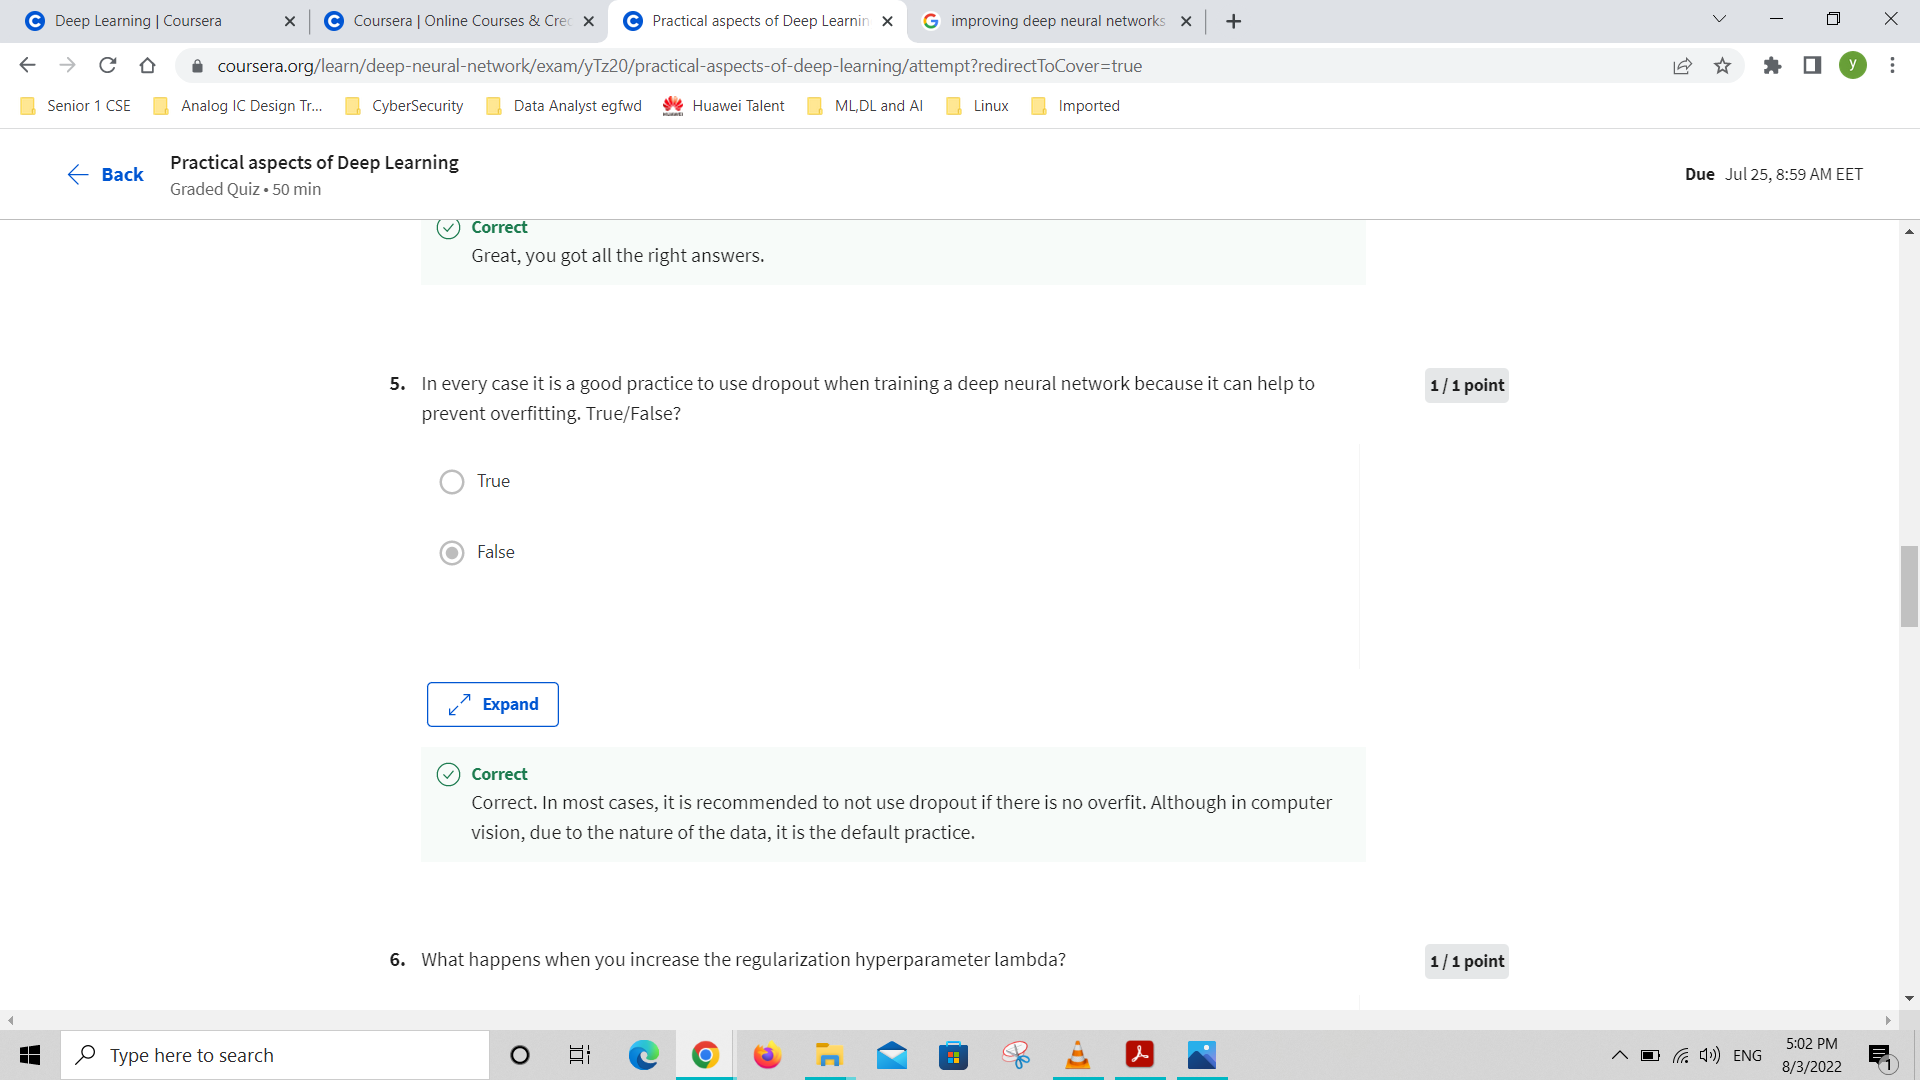 Deep Learning | Coursera
Coursera | Online Courses & Cre
Practical aspects of Deep Learnin
improving deep neural networks
coursera.org/learn/deep-neural-network/exam/yTz20/practical-aspects-of-deep-learning/attempt?redirectToCover=true
y
Senior 1 CSE
Analog IC Design Tr...
CyberSecurity
Data Analyst egfwd
Huawei Talent
ML,DL and AI
Linux
Imported
Back
Practical aspects of Deep Learning
Graded Quiz • 50 min
Due Jul 25, 8:59 AM EET
Correct
Great, you got all the right answers.
5. In every case it is a good practice to use dropout when training a deep neural network because it can help to
prevent overfitting. True/False?
1 / 1 point
True
False
Expand
Correct
Correct. In most cases, it is recommended to not use dropout if there is no overfit. Although in computer
vision, due to the nature of the data, it is the default practice.
6. What happens when you increase the regularization hyperparameter lambda?
1 / 1 point
Type here to search
ENG
5:02 PM
8/3/2022
1